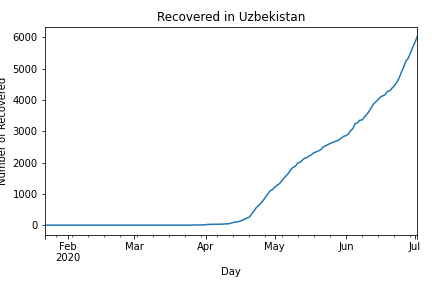 Recovered in Uzbekistan
Number of Recovered
6000
5000
4000
3000
2000
1000
0
Feb
2020
Mar
Apr
May
Jun
Jul
Day